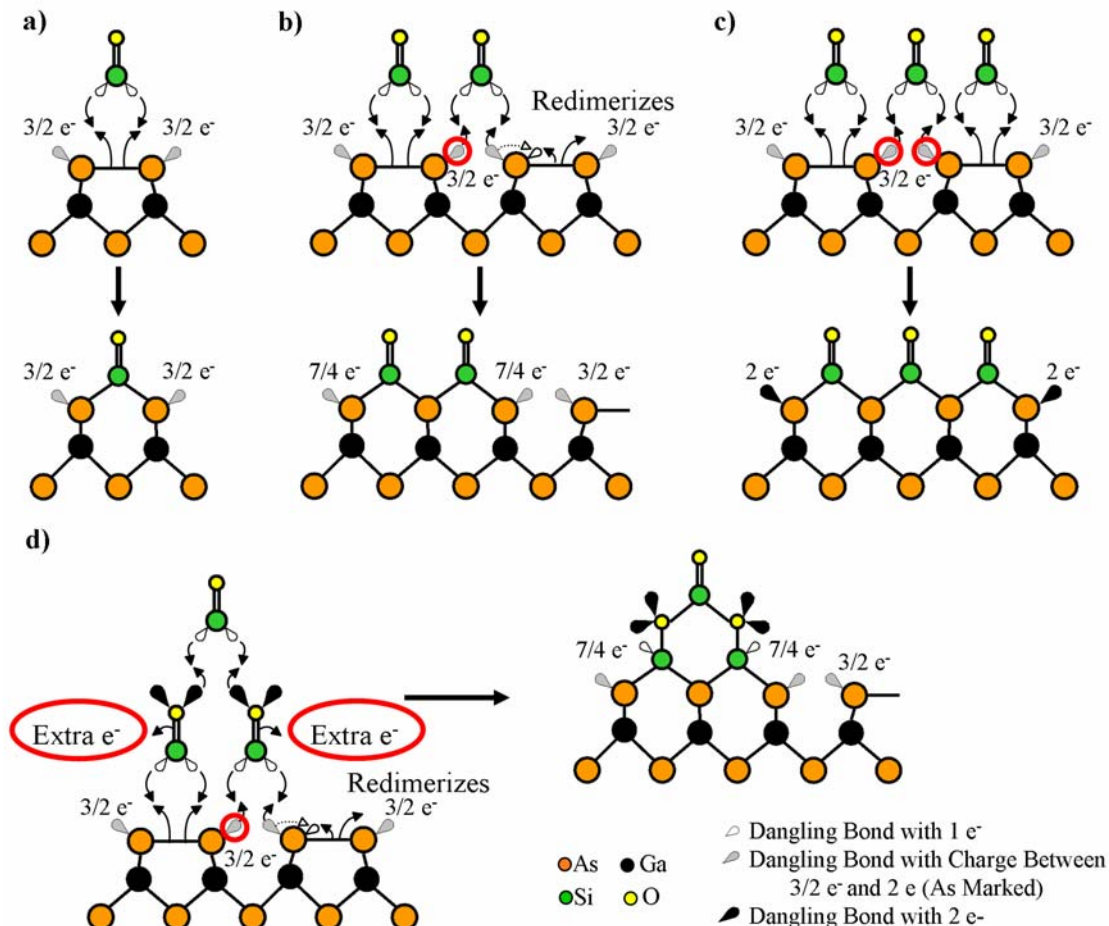 a)
3/2 e-
3/2 e-
3/2 e-
3/2 e-
b)
Redimerizes
3/2 e-
3/2 e-
3/2 e-
7/4 e-
7/4 e-
3/2 e-
c)
3/2 e-
3/2 e-
3/2 e-
2 e-
2 e-
d)
Extra e-
Extra e-
Redimerizes
3/2 e-
3/2 e-
3/2 e-
7/4 e-
7/4 e-
3/2 e-
As
Ga
Si
O
Dangling Bond with 1 e-
Dangling Bond with Charge Between
3/2 e- and 2 e (As Marked)
Dangling Bond with 2 e-